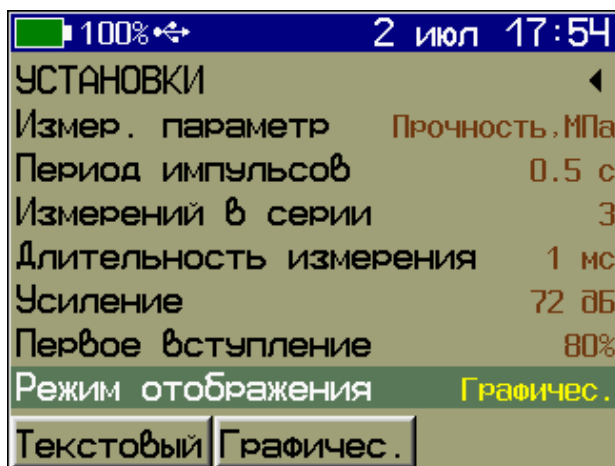 100% 2 июл 17:54
УСТАНОВКИ
Измер. параметр Прочность,МПа
Период импульсов 0.5 с
Измерений в серии 3
Длительность измерения 1 мс
Усиление 72 дБ
Первое вступление 80%
Режим отображения Графичес.
Текстовый Графичес.